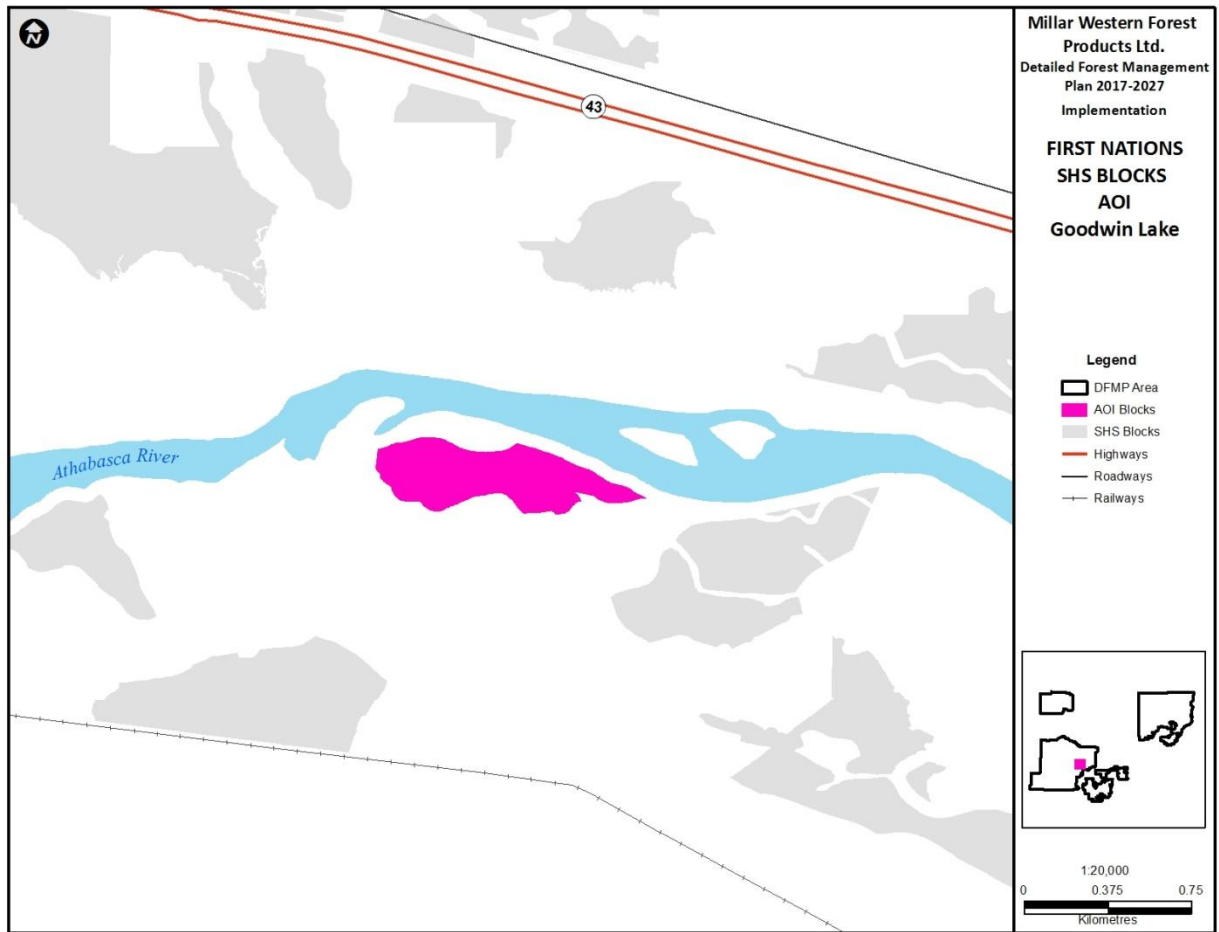 N
43
Athabasca River
Millar Western Forest
Products Ltd.
Detailed Forest Management
Plan 2017-2027
Implementation
FIRST NATIONS
SHS BLOCKS
AOI
Goodwin Lake
Legend
DFMP Area
AOI Blocks
SHS Blocks
Highways
Roadways
Railways
1:20,000
0 0.375 0.75
Kilometres